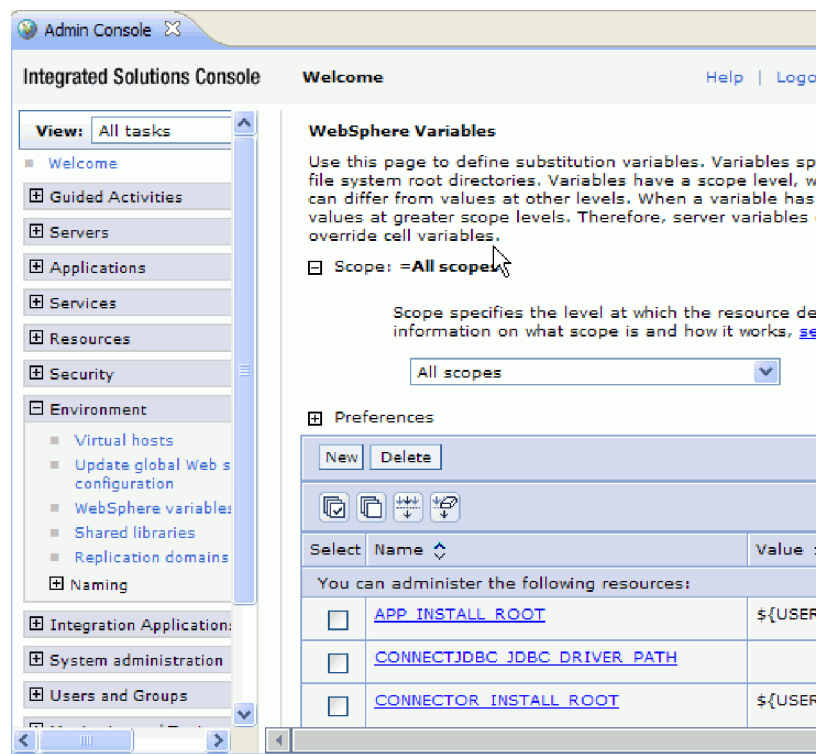 Admin Console
Integrated Solutions Console
Welcome
Help | Logo
View: All tasks
Welcome
Guided Activities
Servers
Applications
Services
Resources
Security
Environment
Virtual hosts
Update global Web s
configuration
WebSphere variables
Shared libraries
Replication domains
Naming
Integration Applications
System administration
Users and Groups
WebSphere Variables
Use this page to define substitution variables. Variables sp
file system root directories. Variables have a scope level, w
can differ from values at other levels. When a variable has
values at greater scope levels. Therefore, server variables
override cell variables.
Scope: =All scopes
Scope specifies the level at which the resource de
information on what scope is and how it works, se
All scopes
Preferences
New Delete
Select Name Value
You can administer the following resources:
APP_INSTALL_ROOT ${USER
CONNECTJDBC_JDBC_DRIVER_PATH
CONNECTOR_INSTALL_ROOT ${USER